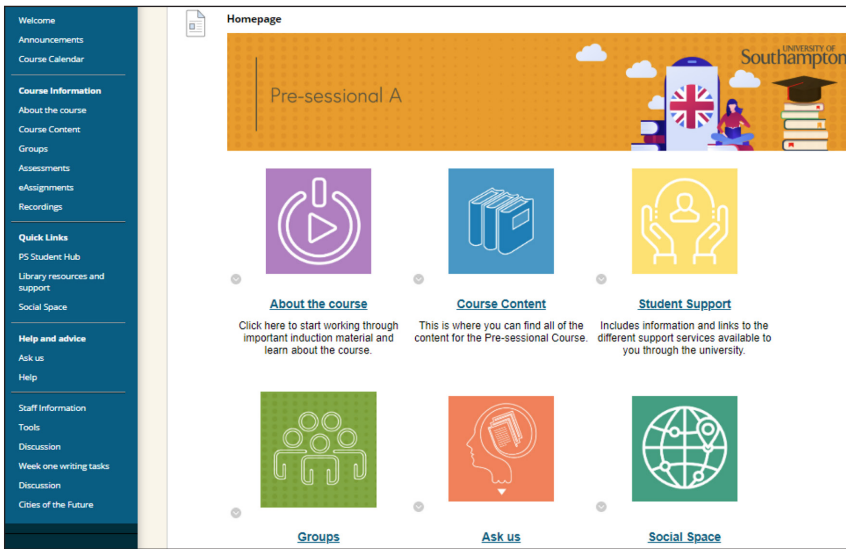 Welcome
Announcements
Course Calendar
Course Information
About the course
Course Content
Groups
Assessments
eAssignments
Recordings
Quick Links
PS Student Hub
Library resources and
support
Social Space
Help and advice
Ask us
Help
Staff Information
Tools
Discussion
Week one writing tasks
Discussion
Cities of the Future
Homepage
UNIVERSITY OF
Southampton
Pre-sessional A
About the course
Click here to start working through
important induction material and
learn about the course.
Course Content
This is where you can find all of the
content for the Pre-sessional Course.
Student Support
Includes information and links to the
different support services available to
you through the university.
Groups
Ask us
Social Space